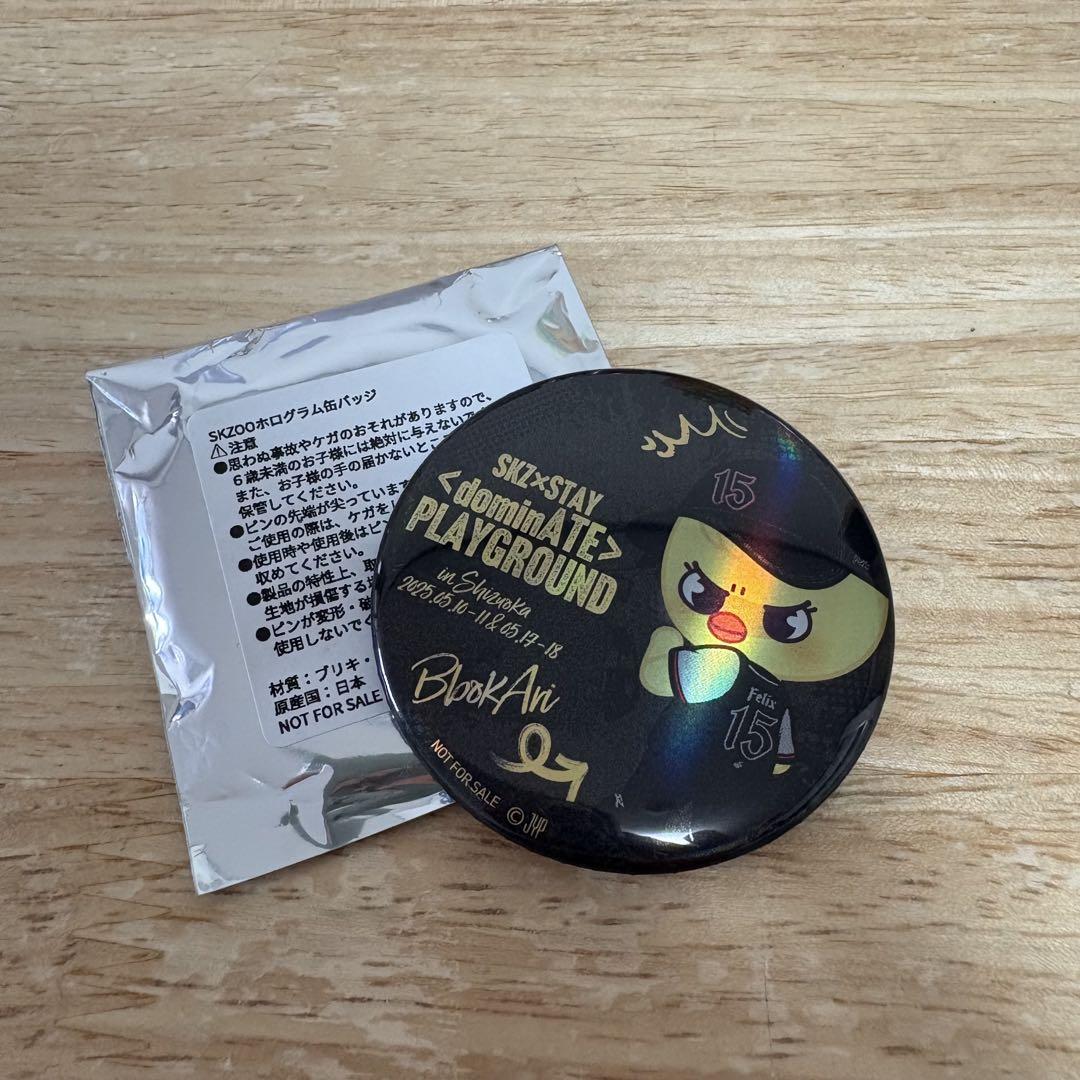 SKZOOホログラム缶バッジ
⚠注意
●思わぬ事故やケガのおそれがありますので、
6歳未満のお子様には絶対に与えないでく
また、お子様の手の届かないところ
保管してください。
●ピンの先端が尖っています
ご使用の際は、ケガを
●使用時や使用後はピン
収めてください。
●製品の特性上、取
生地が損傷する場
●ピンが変形・破
使用しないでく
材質:ブリキ・
原産国:日本
NOT FOR SALE
SKZ×STAY
<dominATE>
PLAYGROUND
in Shizuoka
2025.05.10-11&05.17-18
BbokAri
NOT FOR SALE ©JYP
15
Felix
15